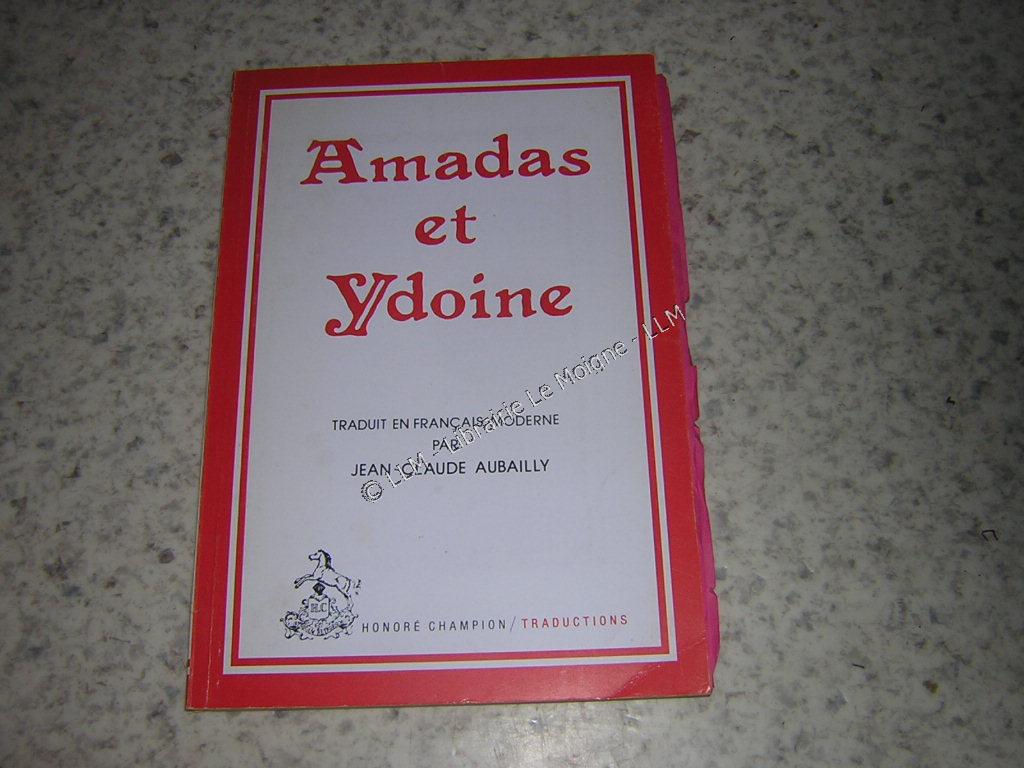 Amadas
et
Ydoine
TRADUIT EN FRANÇAIS MODERNE
PAR
JEAN-CLAUDE AUBAILLY
© LLM - Librairie Le Moigne - LLM
H.C
HONORÉ CHAMPION / TRADUCTIONS